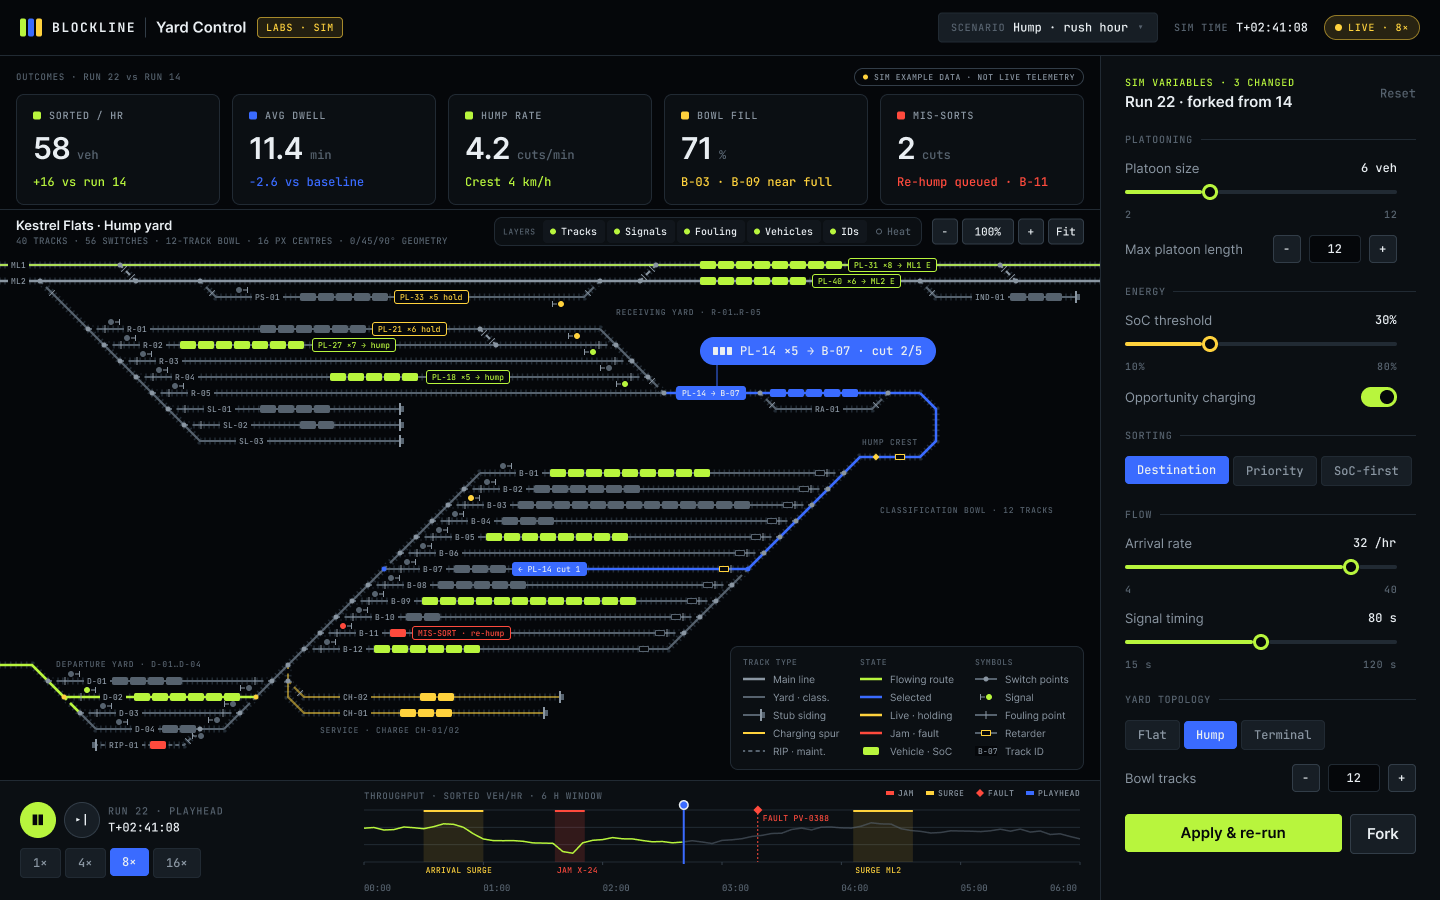 BLOCKLINE Yard Control LABS · SIM
SCENARIO Hump · rush hour SIM TIME T+02:41:08 LIVE · 8×
OUTCOMES · RUN 22 vs RUN 14
SIM EXAMPLE DATA · NOT LIVE TELEMETRY
SORTED / HR
58 veh
+16 vs run 14
AVG DWELL
11.4 min
-2.6 vs baseline
HUMP RATE
4.2 cuts/min
Crest 4 km/h
BOWL FILL
71 %
B-03 · B-09 near full
MIS-SORTS
2 cuts
Re-hump queued · B-11
Kestrel Flats · Hump yard
40 TRACKS · 56 SWITCHES · 12-TRACK BOWL · 16 PX CENTRES · 0/45/90° GEOMETRY
LAYERS Tracks Signals Fouling Vehicles IDs Heat
- 100% + Fit
ML1
PL-31 ×8 → ML1 E
ML2
PL-40 ×6 → ML2 E
PS-01
PL-33 ×5 hold
IND-01
RECEIVING YARD · R-01…R-05
R-01
PL-21 ×6 hold
R-02
PL-27 ×7 → hump
R-03
R-04
PL-18 ×5 → hump
R-05
PL-14 ×5 → B-07 · cut 2/5
PL-14 → B-07
SL-01
RA-01
SL-02
SL-03
HUMP CREST
B-01
B-02
B-03
CLASSIFICATION BOWL · 12 TRACKS
B-04
B-05
B-06
B-07
← PL-14 cut 1
B-08
B-09
B-10
B-11
MIS-SORT · re-hump
B-12
DEPARTURE YARD · D-01…D-04
D-01
D-02
D-03
D-04
RIP-01
CH-02
CH-01
SERVICE · CHARGE CH-01/02
TRACK TYPE
Main line
Yard · class.
Stub siding
Charging spur
RIP · maint.
STATE
Flowing route
Selected
Live · holding
Jam · fault
Vehicle · SoC
SYMBOLS
Switch points
Signal
Fouling point
Retarder
B-07 Track ID
RUN 22 · PLAYHEAD
T+02:41:08
1× 4× 8× 16×
THROUGHPUT · SORTED VEH/HR · 6 H WINDOW
JAM SURGE FAULT PLAYHEAD
FAULT PV-0388
ARRIVAL SURGE JAM X-24 SURGE ML2
00:00 01:00 02:00 03:00 04:00 05:00 06:00
SIM VARIABLES · 3 CHANGED
Run 22 · forked from 14
Reset
PLATOONING
Platoon size 6 veh
2 12
Max platoon length - 12 +
ENERGY
SoC threshold 30%
10% 80%
Opportunity charging
SORTING
Destination Priority SoC-first
FLOW
Arrival rate 32 /hr
4 40
Signal timing 80 s
15 s 120 s
YARD TOPOLOGY
Flat Hump Terminal
Bowl tracks - 12 +
Apply & re-run Fork